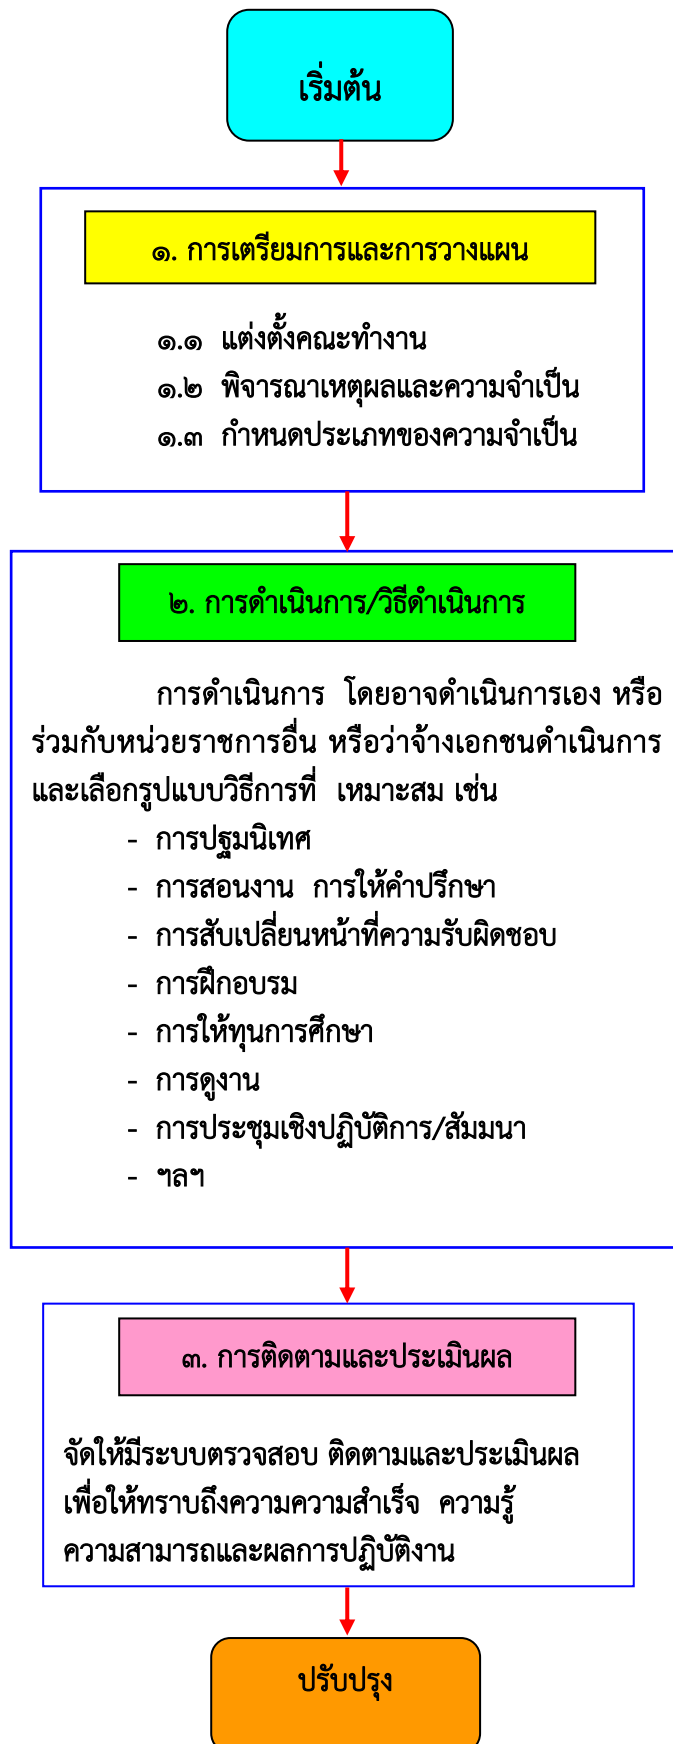 เริ่มต้น
๑. การเตรียมการและการวางแผน
๑.๑ แต่งตั้งคณะทำงาน
๑.๒ พิจารณาเหตุผลและความจำเป็น
๑.๓ กำหนดประเภทของความจำเป็น
๒. การดำเนินการ/วิธีดำเนินการ
การดำเนินการ โดยอาจดำเนินการเอง หรือ
ร่วมกับหน่วยราชการอื่น หรือว่าจ้างเอกชนดำเนินการ
และเลือกรูปแบบวิธีการที่ เหมาะสม เช่น
- การปฐมนิเทศ
- การสอนงาน การให้คำปรึกษา
- การสับเปลี่ยนหน้าที่ความรับผิดชอบ
- การฝึกอบรม
- การให้ทุนการศึกษา
- การดูงาน
- การประชุมเชิงปฏิบัติการ/สัมมนา
- ฯลฯ
๓. การติดตามและประเมินผล
จัดให้มีระบบตรวจสอบ ติดตามและประเมินผล
เพื่อให้ทราบถึงความความสำเร็จ ความรู้
ความสามารถและผลการปฏิบัติงาน
ปรับปรุง